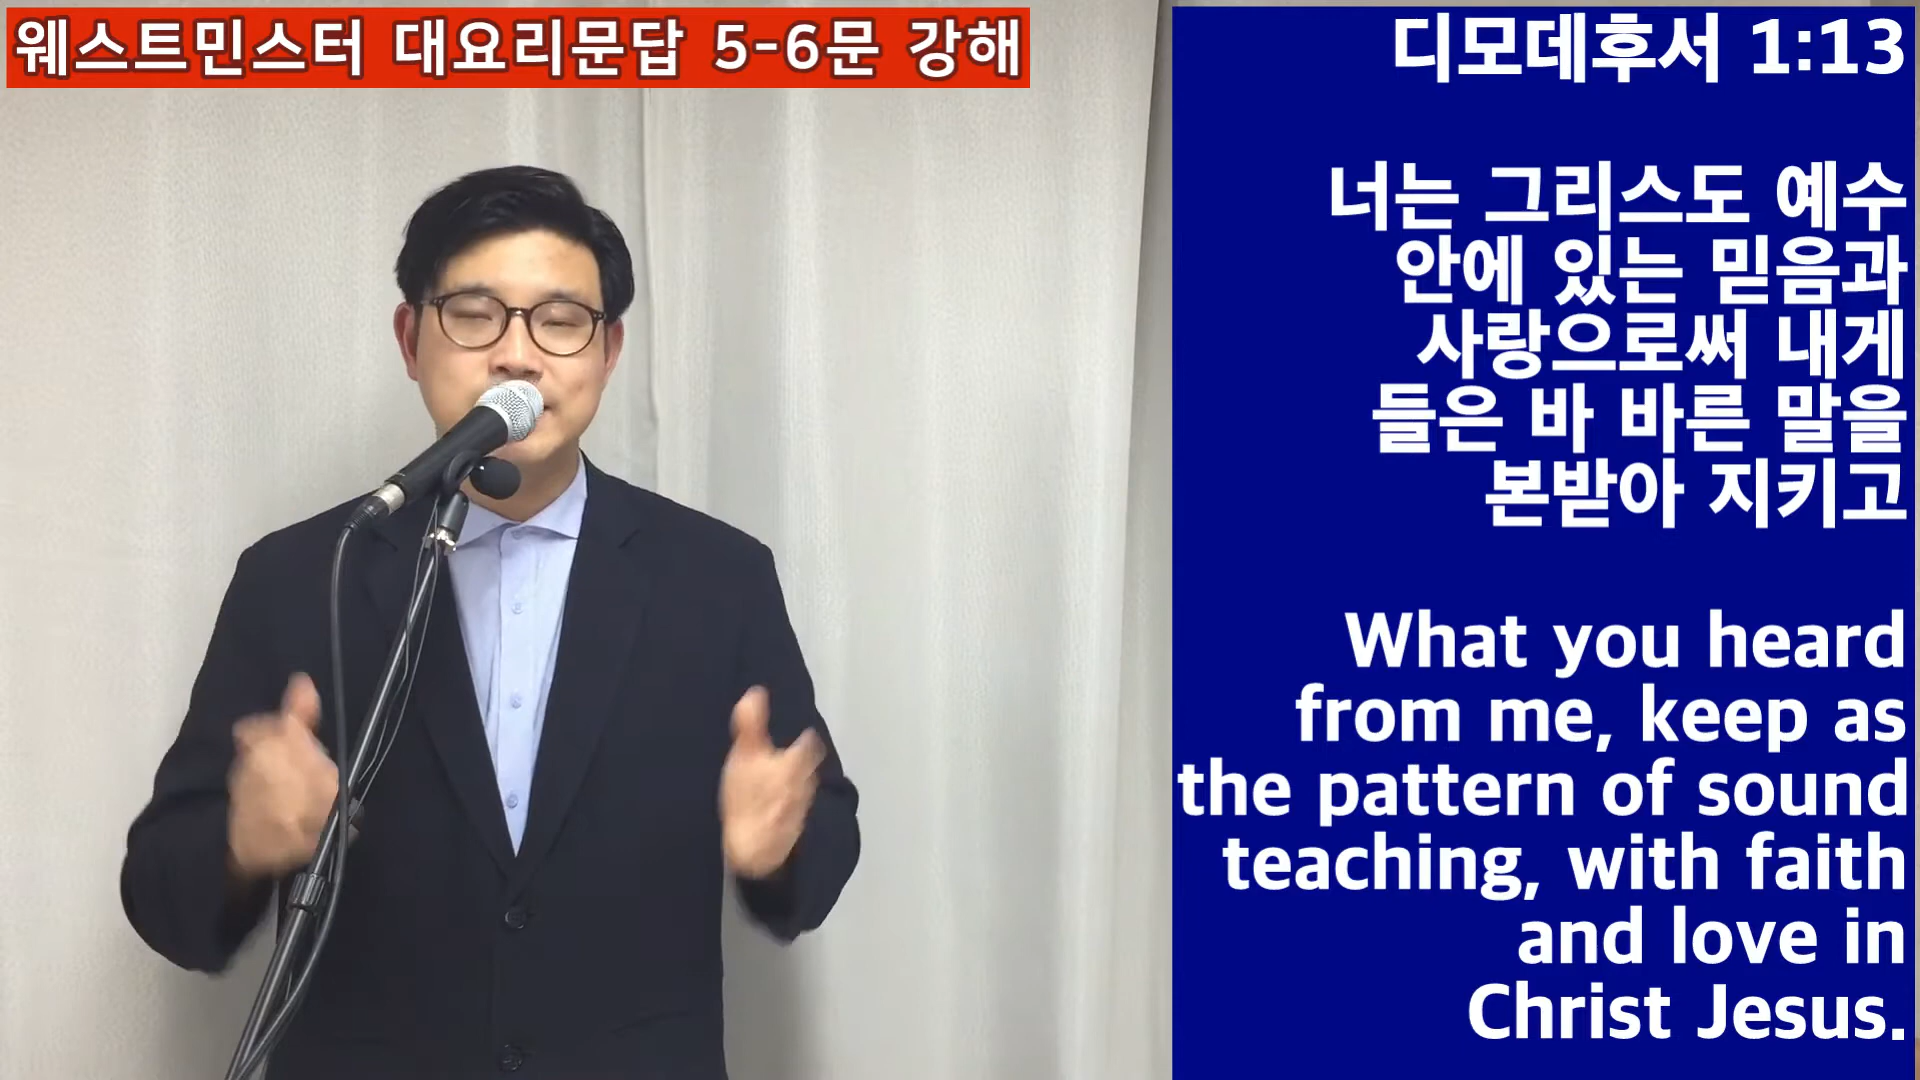 웨스트민스터 대요리문답 5-6문 강해
디모데후서 1:13
너는 그리스도 예수
안에 있는 믿음과
사랑으로써 내게
들은 바 바른 말을
본받아 지키고
What you heard
from me, keep as
the pattern of sound
teaching, with faith
and love in
Christ Jesus.